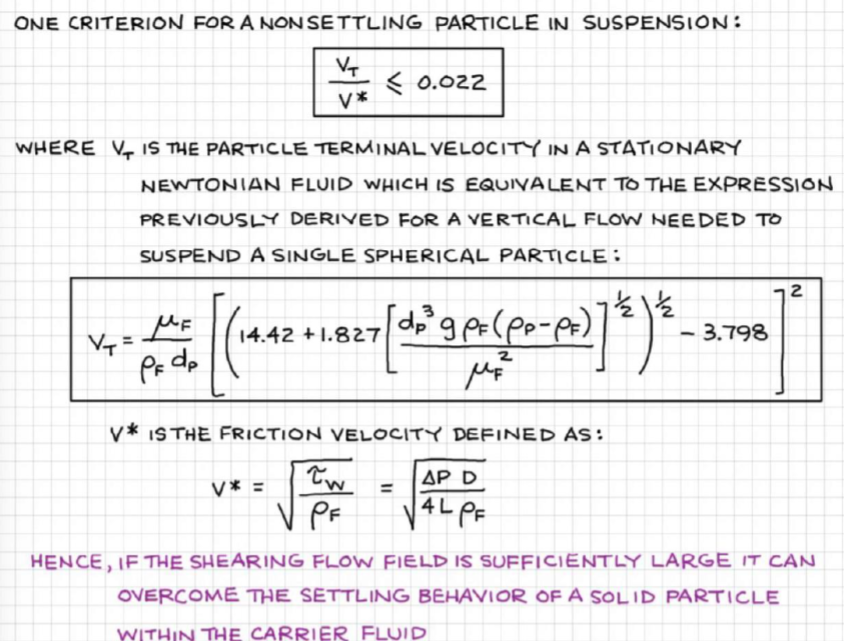 ONE CRITERION FOR A NONSETTLING PARTICLE IN SUSPENSION:
V_T / V* ⩽ 0.022
WHERE V_T IS THE PARTICLE TERMINAL VELOCITY IN A STATIONARY
NEWTONIAN FLUID WHICH IS EQUIVALENT TO THE EXPRESSION
PREVIOUSLY DERIVED FOR A VERTICAL FLOW NEEDED TO
SUSPEND A SINGLE SPHERICAL PARTICLE:
V_T = μ_F / (ρ_F d_P) [(14.42 + 1.827 [d_P^3 g ρ_F (ρ_P - ρ_F) / μ_F^2]^(1/2))^(1/2) - 3.798]^2
V* IS THE FRICTION VELOCITY DEFINED AS:
V* = √(τ_W / ρ_F) = √(ΔP D / (4 L ρ_F))
HENCE, IF THE SHEARING FLOW FIELD IS SUFFICIENTLY LARGE IT CAN
OVERCOME THE SETTLING BEHAVIOR OF A SOLID PARTICLE
WITHIN THE CARRIER FLUID